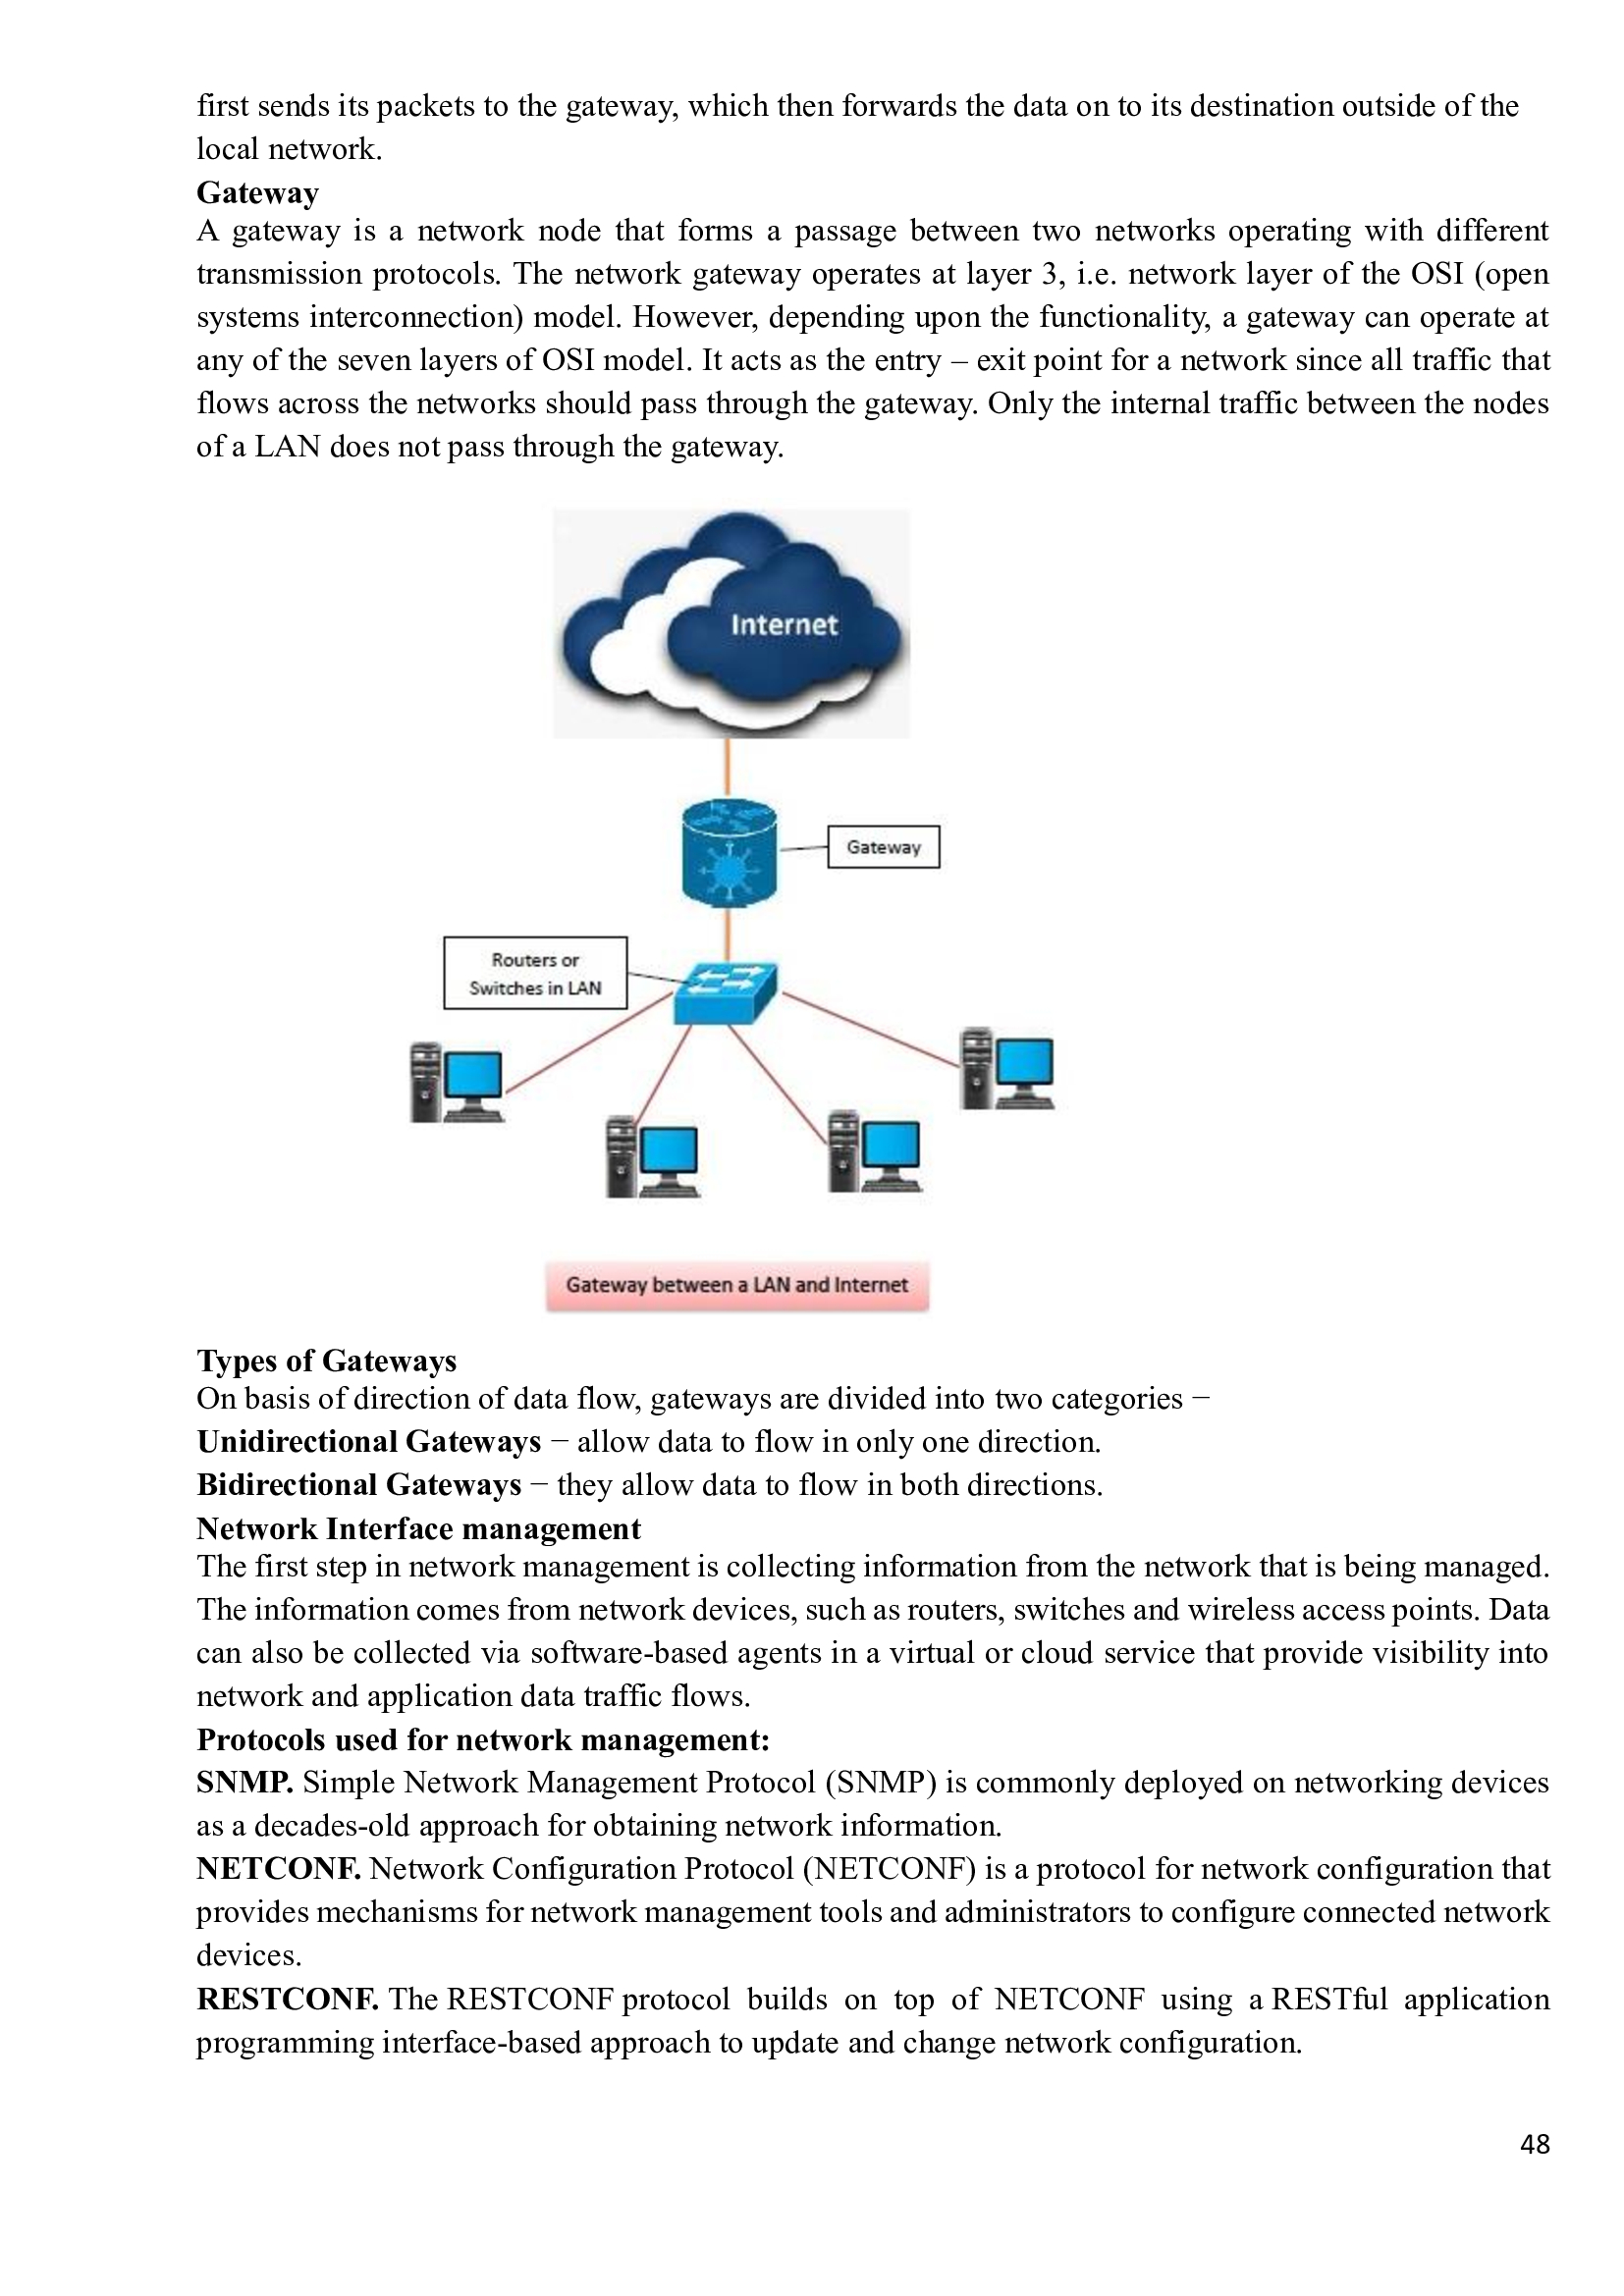 first sends its packets to the gateway, which then forwards the data on to its destination outside of the
local network.
Gateway
A gateway is a network node that forms a passage between two networks operating with different
transmission protocols. The network gateway operates at layer 3, i.e. network layer of the OSI (open
systems interconnection) model. However, depending upon the functionality, a gateway can operate at
any of the seven layers of OSI model. It acts as the entry – exit point for a network since all traffic that
flows across the networks should pass through the gateway. Only the internal traffic between the nodes
of a LAN does not pass through the gateway.
Internet
Gateway
Routers or
Switches in LAN
Gateway between a LAN and Internet
Types of Gateways
On basis of direction of data flow, gateways are divided into two categories −
Unidirectional Gateways − allow data to flow in only one direction.
Bidirectional Gateways − they allow data to flow in both directions.
Network Interface management
The first step in network management is collecting information from the network that is being managed.
The information comes from network devices, such as routers, switches and wireless access points. Data
can also be collected via software-based agents in a virtual or cloud service that provide visibility into
network and application data traffic flows.
Protocols used for network management:
SNMP. Simple Network Management Protocol (SNMP) is commonly deployed on networking devices
as a decades-old approach for obtaining network information.
NETCONF. Network Configuration Protocol (NETCONF) is a protocol for network configuration that
provides mechanisms for network management tools and administrators to configure connected network
devices.
RESTCONF. The RESTCONF protocol builds on top of NETCONF using a RESTful application
programming interface-based approach to update and change network configuration.
48